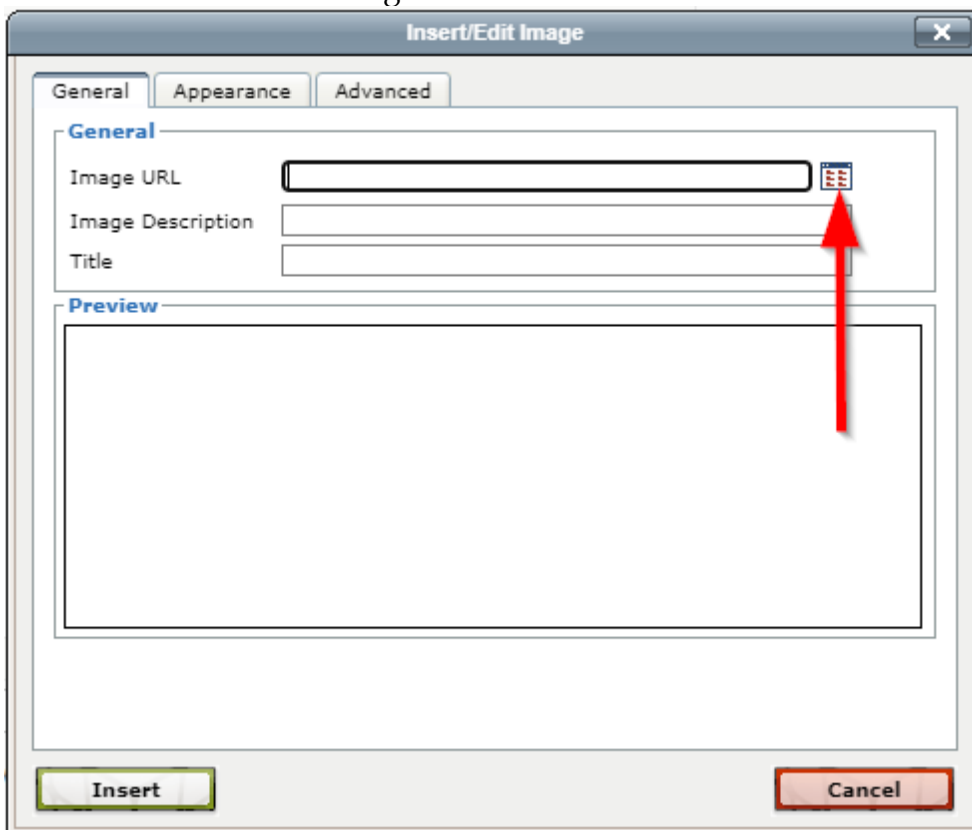 Insert/Edit Image
General Appearance Advanced
General
Image URL
Image Description
Title
Preview
Insert Cancel